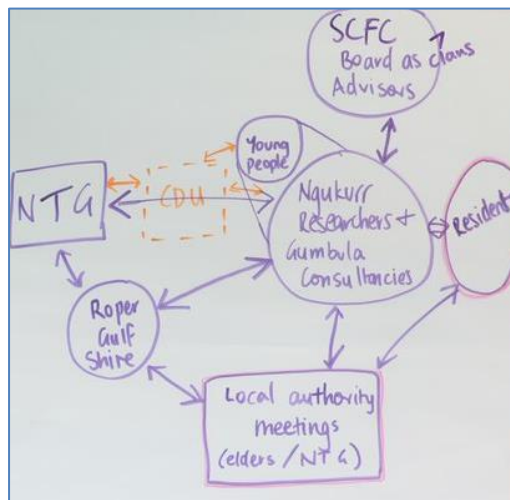 SCFC
Board as 7 clans
Advisors
Young
people
NTG
CDU
Ngukurr
Researchers +
Gumbula
Consultancies
Resident
Roper
Gulf
Shire
Local authority
meetings
(elders / NTG)